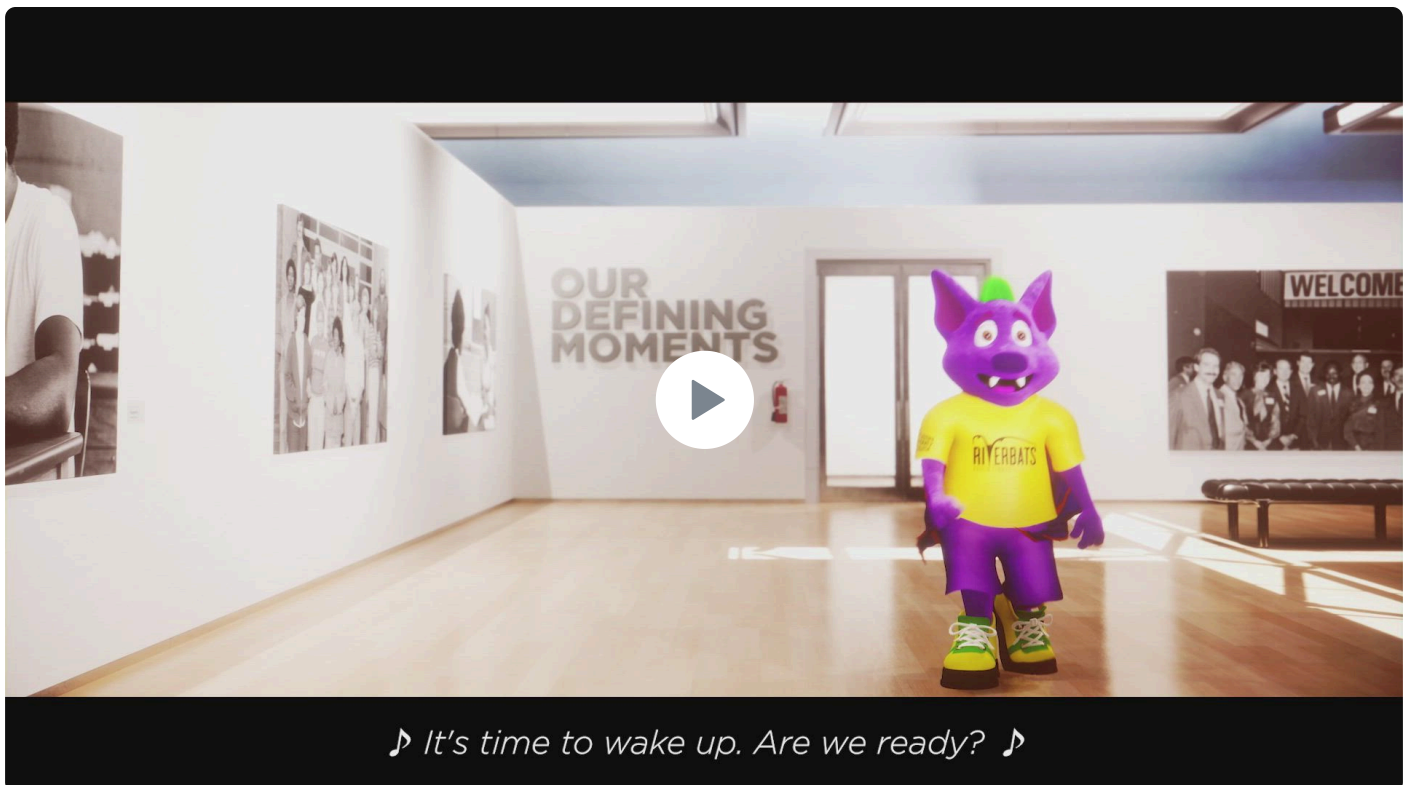 OUR
DEFINING
MOMENTS
WELCOME
RIVERBATS
♪ It's time to wake up. Are we ready? ♪